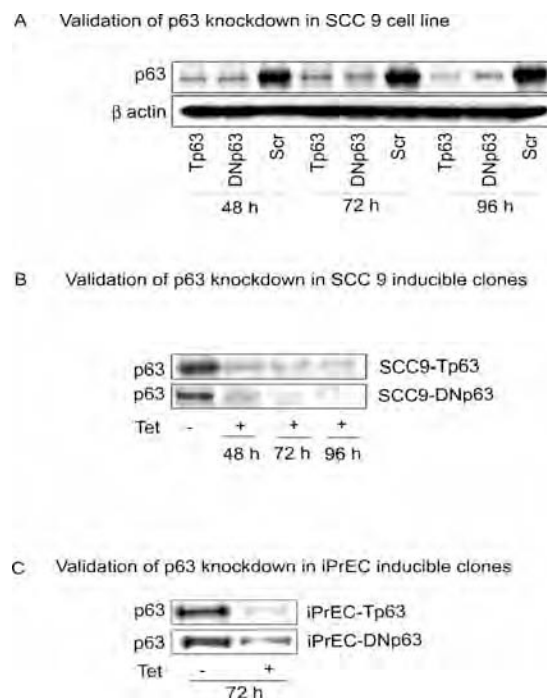 A Validation of p63 knockdown in SCC 9 cell line
p63
β actin
Tp63 DNp63 Scr Tp63 DNp63 Scr Tp63 DNp63 Scr
48 h 72 h 96 h
B Validation of p63 knockdown in SCC 9 inducible clones
p63 SCC9-Tp63
p63 SCC9-DNp63
Tet - + + +
48 h 72 h 96 h
C Validation of p63 knockdown in iPrEC inducible clones
p63 iPrEC-Tp63
p63 iPrEC-DNp63
Tet - +
72 h